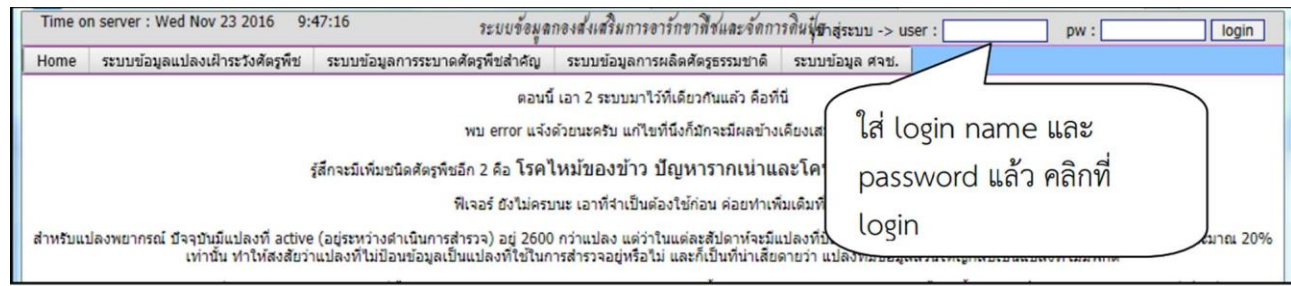 Time on server : Wed Nov 23 2016 9:47:16 ระบบข้อมูลกองส่งเสริมการอารักขาพืชและจัดการดินปุ๋ย เข้าสู่ระบบ -> user : pw : login
Home ระบบข้อมูลแปลงเฝ้าระวังศัตรูพืช ระบบข้อมูลการระบาดศัตรูพืชสำคัญ ระบบข้อมูลการผลิตศัตรูธรรมชาติ ระบบข้อมูล ศจช.
ตอนนี้ เอา 2 ระบบมาไว้ที่เดียวกันแล้ว คือที่นี่
พบ error แจ้งด้วยนะครับ แก้ไขที่นึงก็มักจะมีผลข้างเคียง
รู้สึกจะมีเพิ่มชนิดศัตรูพืชอีก 2 คือ โรคไหม้ของข้าว ปัญหารากเน่าและ
ฟีเจอร์ ยังไม่ครบนะ เอาที่จำเป็นต้องใช้ก่อน ค่อยทำเพิ่มเติม
สำหรับแปลงพยากรณ์ ปัจจุบันมีแปลงที่ active (อยู่ระหว่างดำเนินการสำรวจ) อยู่ 2600 กว่าแปลง แต่ว่าในแต่ละสัปดาห์จะมีแปลงที่ 20%
เท่านั้น ทำให้สงสัยว่าแปลงที่ไม่ป้อนข้อมูลเป็นแปลงที่ใช้ในการสำรวจอยู่หรือไม่ และก็เป็นที่น่าเสียดายว่า
ใส่ login name และ
password แล้ว คลิกที่
login